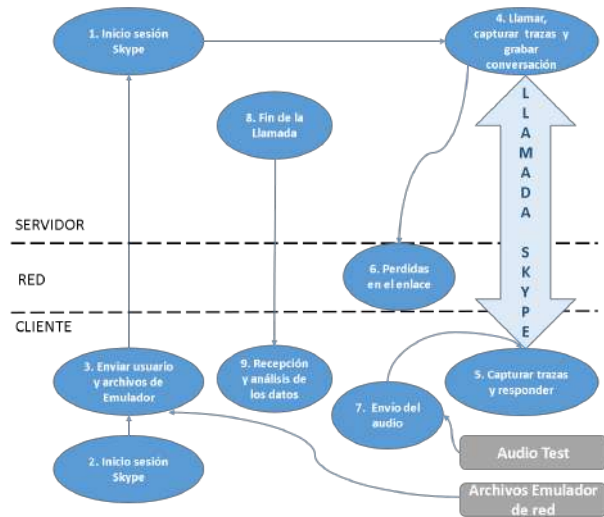 1. Inicio sesión
Skype
4. Llamar,
capturar trazas y
grabar
conversación
8. Fin de la
Llamada
LLAMADA SKYPE
SERVIDOR
RED
6. Perdidas
en el enlace
CLIENTE
3. Enviar usuario
y archivos de
Emulador
9. Recepción
y análisis de
los datos
5. Capturar trazas
y responder
7. Envío del
audio
2. Inicio sesión
Skype
Audio Test
Archivos Emulador
de red